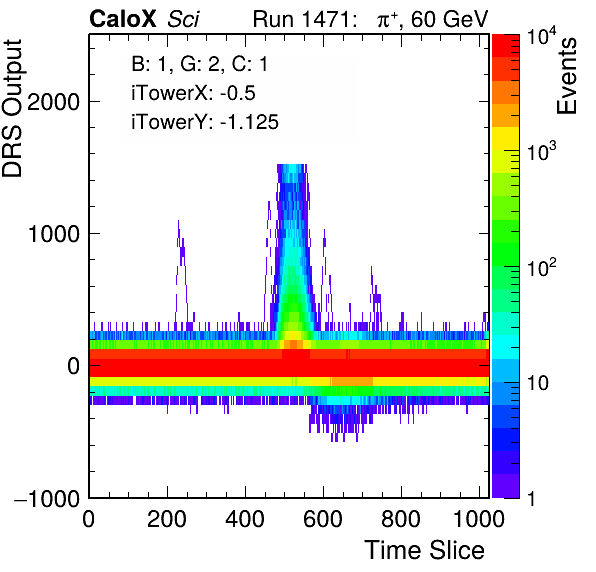 CaloX Sci Run 1471: π⁺, 60 GeV
B: 1, G: 2, C: 1
iTowerX: -0.5
iTowerY: -1.125
DRS Output
2000
1000
0
−1000
0 200 400 600 800 1000
Time Slice
Events
10⁴
10³
10²
10
1